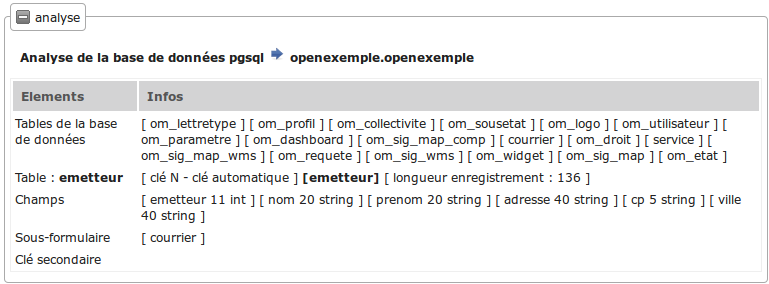 analyse
Analyse de la base de données pgsql openexemple.openexemple
Elements Infos
Tables de la base [ om_lettretype ] [ om_profil ] [ om_collectivite ] [ om_sousetat ] [ om_logo ] [ om_utilisateur ] [
de données om_parametre ] [ om_dashboard ] [ om_sig_map_comp ] [ courrier ] [ om_droit ] [ service ] [
om_sig_map_wms ] [ om_requete ] [ om_sig_wms ] [ om_widget ] [ om_sig_map ] [ om_etat ]
Table : emetteur [ clé N - clé automatique ] [emetteur] [ longueur enregistrement : 136 ]
Champs [ emetteur 11 int ] [ nom 20 string ] [ prenom 20 string ] [ adresse 40 string ] [ cp 5 string ] [ ville
40 string ]
Sous-formulaire [ courrier ]
Clé secondaire